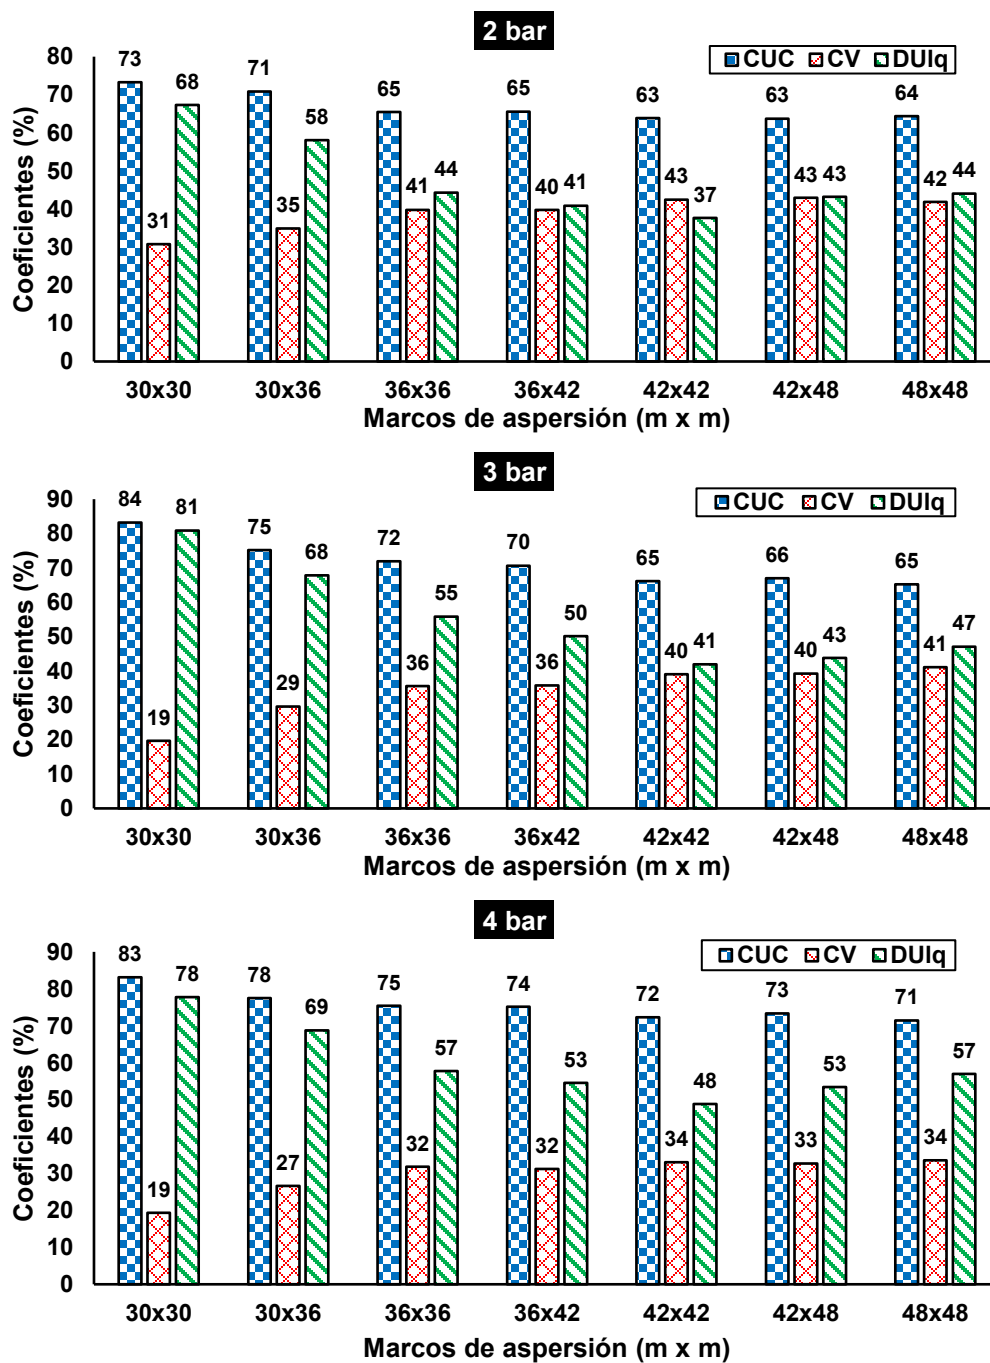 2 bar
CUC CV DUlq
Coeficientes (%)
80
70
60
50
40
30
20
10
0
73 31 68
71 35 58
65 41 44
65 40 41
63 43 37
63 43 43
64 42 44
30x30 30x36 36x36 36x42 42x42 42x48 48x48
Marcos de aspersión (m x m)
3 bar
CUC CV DUlq
Coeficientes (%)
90
80
70
60
50
40
30
20
10
0
84 19 81
75 29 68
72 36 55
70 36 50
65 40 41
66 40 43
65 41 47
30x30 30x36 36x36 36x42 42x42 42x48 48x48
Marcos de aspersión (m x m)
4 bar
CUC CV DUlq
Coeficientes (%)
90
80
70
60
50
40
30
20
10
0
83 19 78
78 27 69
75 32 57
74 32 53
72 34 48
73 33 53
71 34 57
30x30 30x36 36x36 36x42 42x42 42x48 48x48
Marcos de aspersión (m x m)